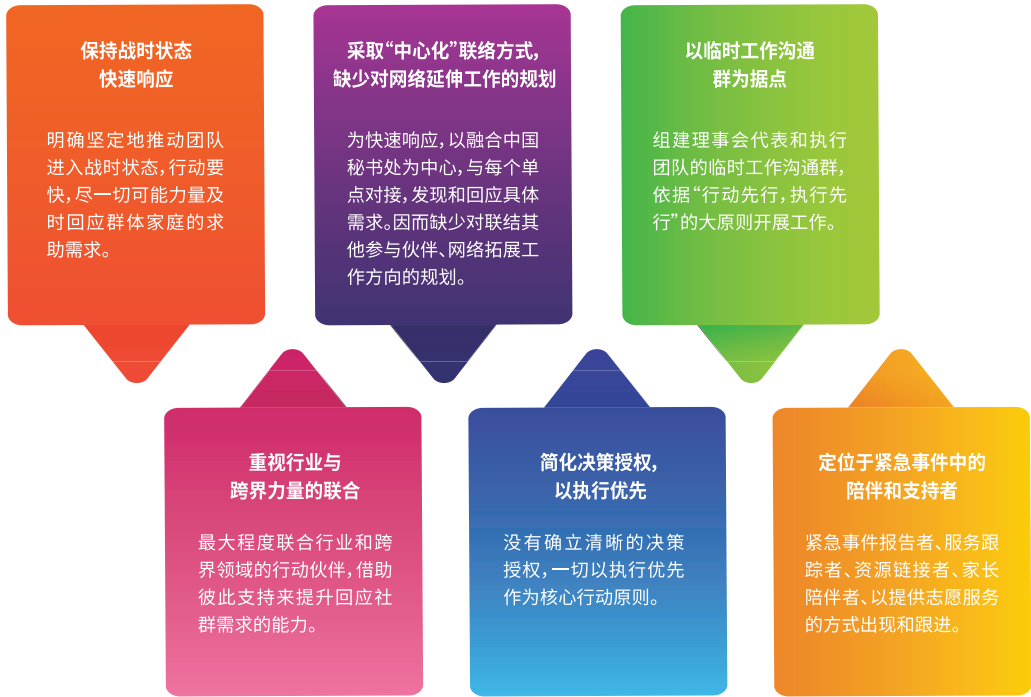 保持战时状态
快速响应
明确坚定地推动团队
进入战时状态，行动要
快，尽一切可能力量及
时回应群体家庭的求
助需求。
重视行业与
跨界力量的联合
最大程度联合行业和跨
界领域的行动伙伴，借助
彼此支持来提升回应社
群需求的能力。
采取“中心化”联络方式，
缺少对网络延伸工作的规划
为快速响应，以融合中国
秘书处为中心，与每个单
点对接，发现和回应具体
需求。因而缺少对联结其
他参与伙伴、网络拓展工
作方向的规划。
简化决策授权，
以执行优先
没有确立清晰的决策
授权，一切以执行优先
作为核心行动原则。
以临时工作沟通
群为据点
组建理事会代表和执行
团队的临时工作沟通群，
依据“行动先行，执行先
行”的大原则开展工作。
定位于紧急事件中的
陪伴和支持者
紧急事件报告者、服务跟
踪者、资源链接者、家长
陪伴者、以提供志愿服务
的方式出现和跟进。